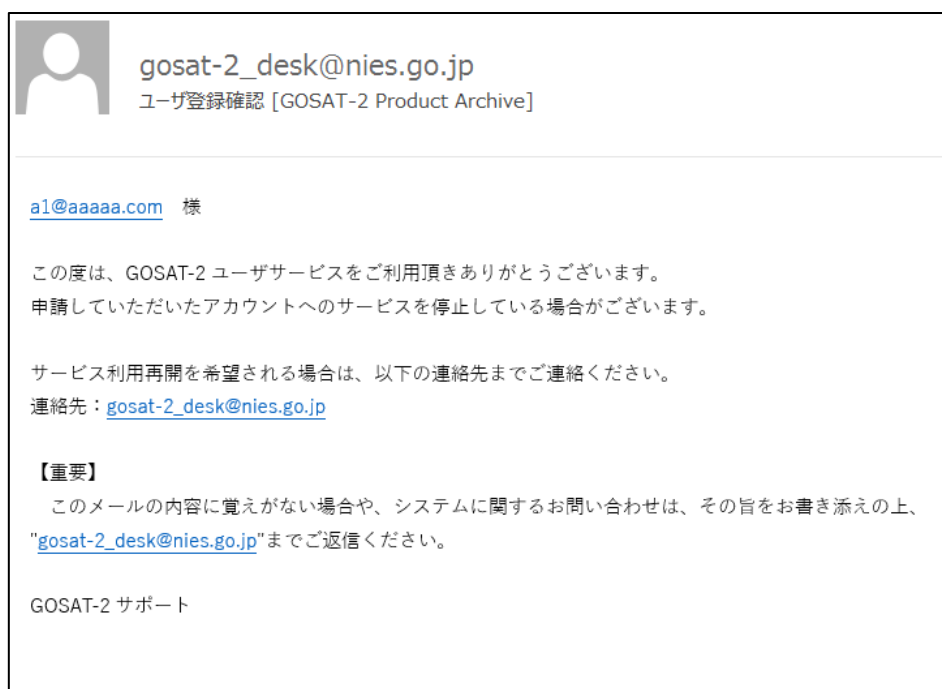 gosat-2_desk@nies.go.jp
ユーザ登録確認 [GOSAT-2 Product Archive]
a1@aaaaa.com　様
この度は、GOSAT-2 ユーザサービスをご利用頂きありがとうございます。
申請していただいたアカウントへのサービスを停止している場合がございます。
サービス利用再開を希望される場合は、以下の連絡先までご連絡ください。
連絡先：gosat-2_desk@nies.go.jp
【重要】
　このメールの内容に覚えがない場合や、システムに関するお問い合わせは、その旨をお書き添えの上、
"gosat-2_desk@nies.go.jp"までご返信ください。
GOSAT-2 サポート